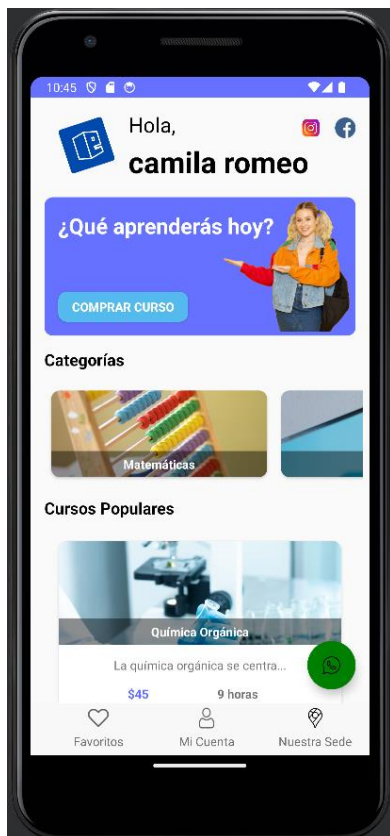 10:45
Hola,
camila romeo
¿Qué aprenderás hoy?
COMPRAR CURSO
Categorías
Matemáticas
Cursos Populares
Química Orgánica
La química orgánica se centra...
$45 9 horas
Favoritos Mi Cuenta Nuestra Sede